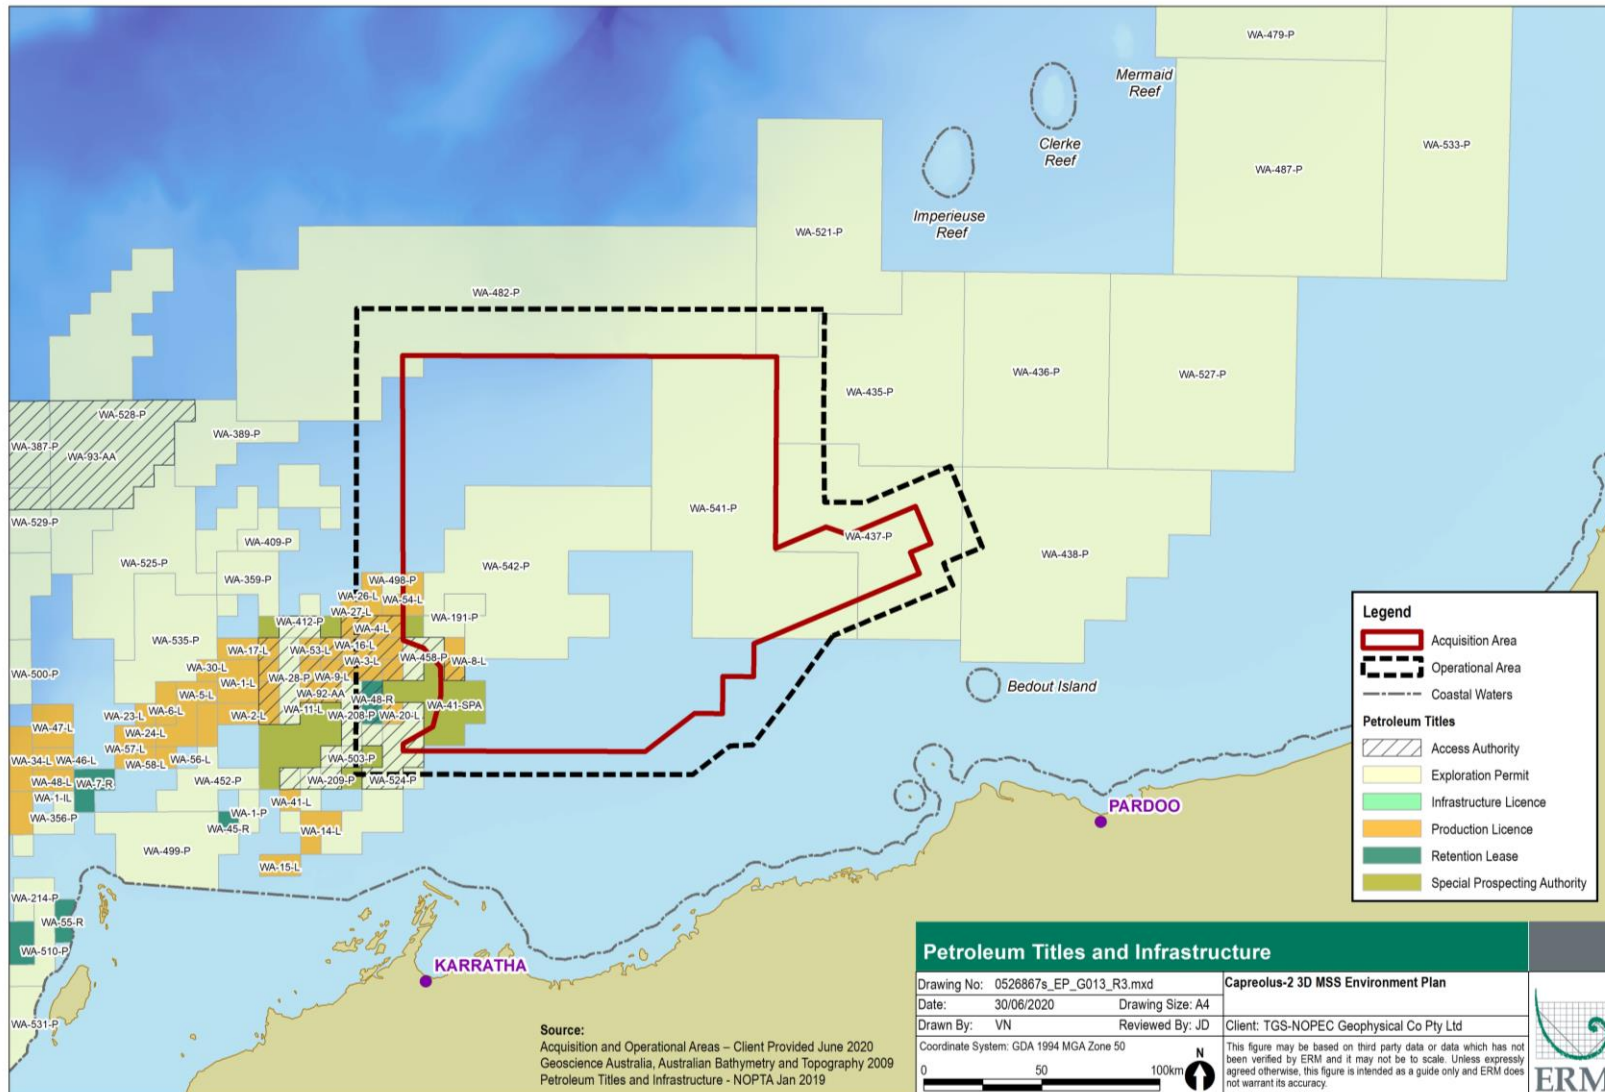 WA-479-P
Mermaid
Reef
Clerke
Reef
WA-533-P
WA-487-P
Imperieuse
Reef
WA-521-P
WA-482-P
WA-436-P
WA-527-P
WA-435-P
WA-528-P
WA-389-P
WA-387-P
WA-93-AA
WA-541-P
WA-437-P
WA-529-P
WA-409-P
WA-438-P
WA-525-P
WA-542-P
WA-359-P
WA-498-P
WA-26-L
WA-54-L
WA-27-L
WA-191-P
WA-412-P
WA-4-L
WA-535-P
WA-17-L
WA-53-L
WA-16-L
WA-458-P
WA-3-L
WA-8-L
WA-30-L
WA-500-P
WA-28-P
WA-9-L
WA-1-L
WA-5-L
WA-92-AA
WA-48-R
WA-41-SPA
WA-6-L
WA-23-L
WA-2-L
WA-11-L
WA-208-P
WA-20-L
WA-47-L
WA-24-L
WA-57-L
WA-34-L
WA-46-L
WA-58-L
WA-56-L
WA-503-P
WA-48-L
WA-7-R
WA-452-P
WA-209-P
WA-524-P
WA-1-IL
WA-41-L
WA-356-P
WA-1-P
WA-45-R
WA-14-L
WA-499-P
WA-15-L
WA-214-P
WA-55-R
WA-510-P
WA-531-P
Bedout Island
PARDOO
KARRATHA
Legend
Acquisition Area
Operational Area
Coastal Waters
Petroleum Titles
Access Authority
Exploration Permit
Infrastructure Licence
Production Licence
Retention Lease
Special Prospecting Authority
Source:
Acquisition and Operational Areas – Client Provided June 2020
Geoscience Australia, Australian Bathymetry and Topography 2009
Petroleum Titles and Infrastructure - NOPTA Jan 2019
Petroleum Titles and Infrastructure
Drawing No: 0526867s_EP_G013_R3.mxd
Date: 30/06/2020 Drawing Size: A4
Drawn By: VN Reviewed By: JD
Coordinate System: GDA 1994 MGA Zone 50
0 50 100km
N
Capreolus-2 3D MSS Environment Plan
Client: TGS-NOPEC Geophysical Co Pty Ltd
This figure may be based on third party data or data which has not
been verified by ERM and it may not be to scale. Unless expressly
agreed otherwise, this figure is intended as a guide only and ERM does
not warrant its accuracy.
ERM